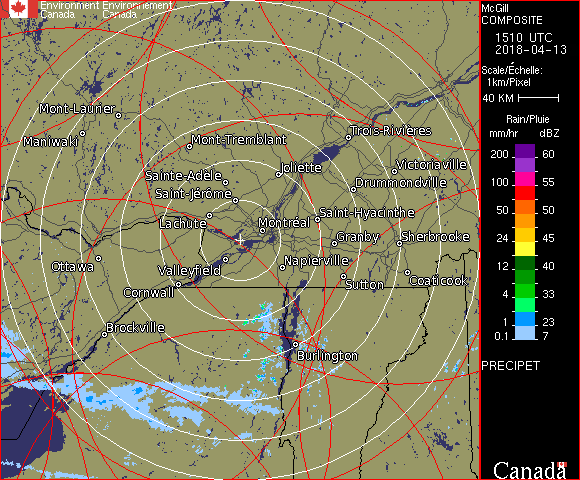 Environment Environnement
Canada Canada
Mont-Laurier
Maniwaki
Mont-Tremblant
Trois-Rivières
Sainte-Adèle
Joliette
Victoriaville
Saint-Jérôme
Drummondville
Lachute
Montréal
Saint-Hyacinthe
Granby
Sherbrooke
Ottawa
Valleyfield
Napierville
Cornwall
Sutton
Coaticook
Brockville
Burlington
McGill
COMPOSITE
1510 UTC
2018-04-13
Scale/Échelle:
1km/Pixel
40 KM
Rain/Pluie
mm/hr dBZ
200 60
100 55
50 50
24 45
12 40
4 33
1 23
0.1 7
PRECIPET
Canada